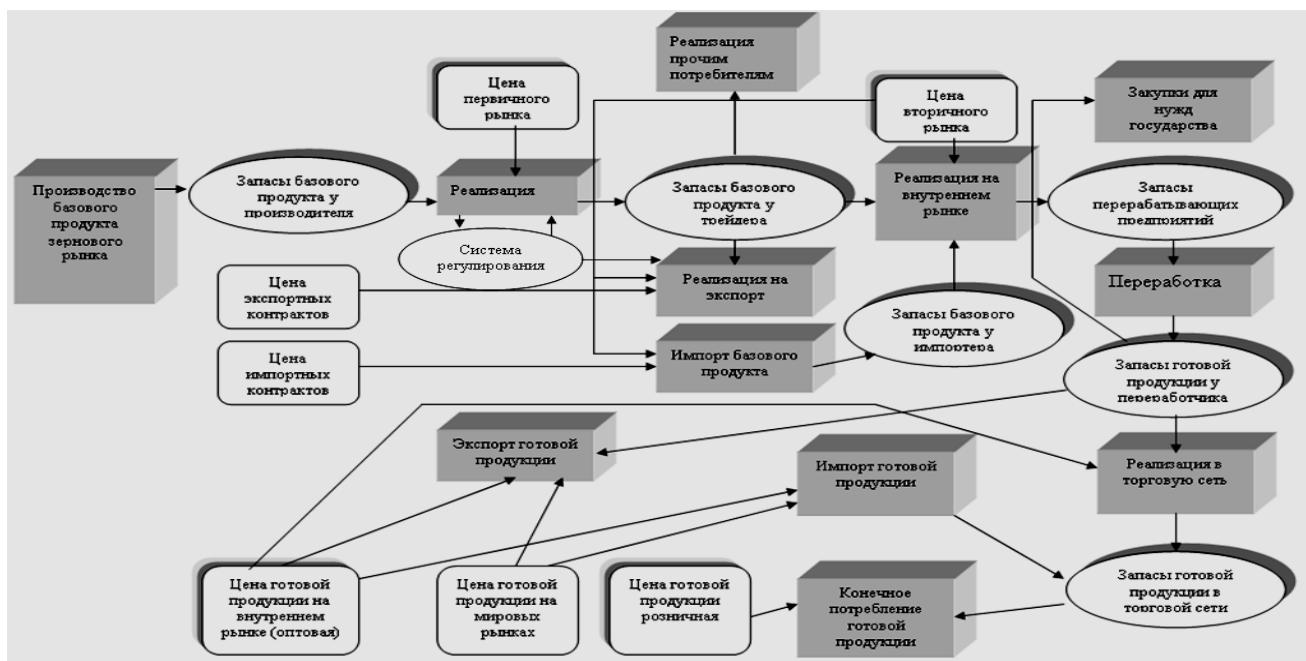 Реализация
прочим
потребителям
Цена
первичного
рынка
Цена
вторичного
рынка
Закупки для
нужд
государства
Производство
базового
продукта
зернового
рынка
Запасы базового
продукта у
производителя
Реализация
Запасы базового
продукта у
трейдера
Реализация на
внутреннем
рынке
Запасы
перерабатывающих
предприятий
Система
регулирования
Цена
экспортных
контрактов
Реализация на
экспорт
Переработка
Запасы базового
продукта у
импортера
Цена
импортных
контрактов
Импорт базового
продукта
Запасы готовой
продукции у
переработчика
Экспорт готовой
продукции
Импорт готовой
продукции
Реализация в
торговую сеть
Цена готовой
продукции на
внутреннем
рынке (оптовая)
Цена готовой
продукции на
мировых
рынках
Цена готовой
продукции
розничная
Конечное
потребление
готовой
продукции
Запасы готовой
продукции в
торговой сети